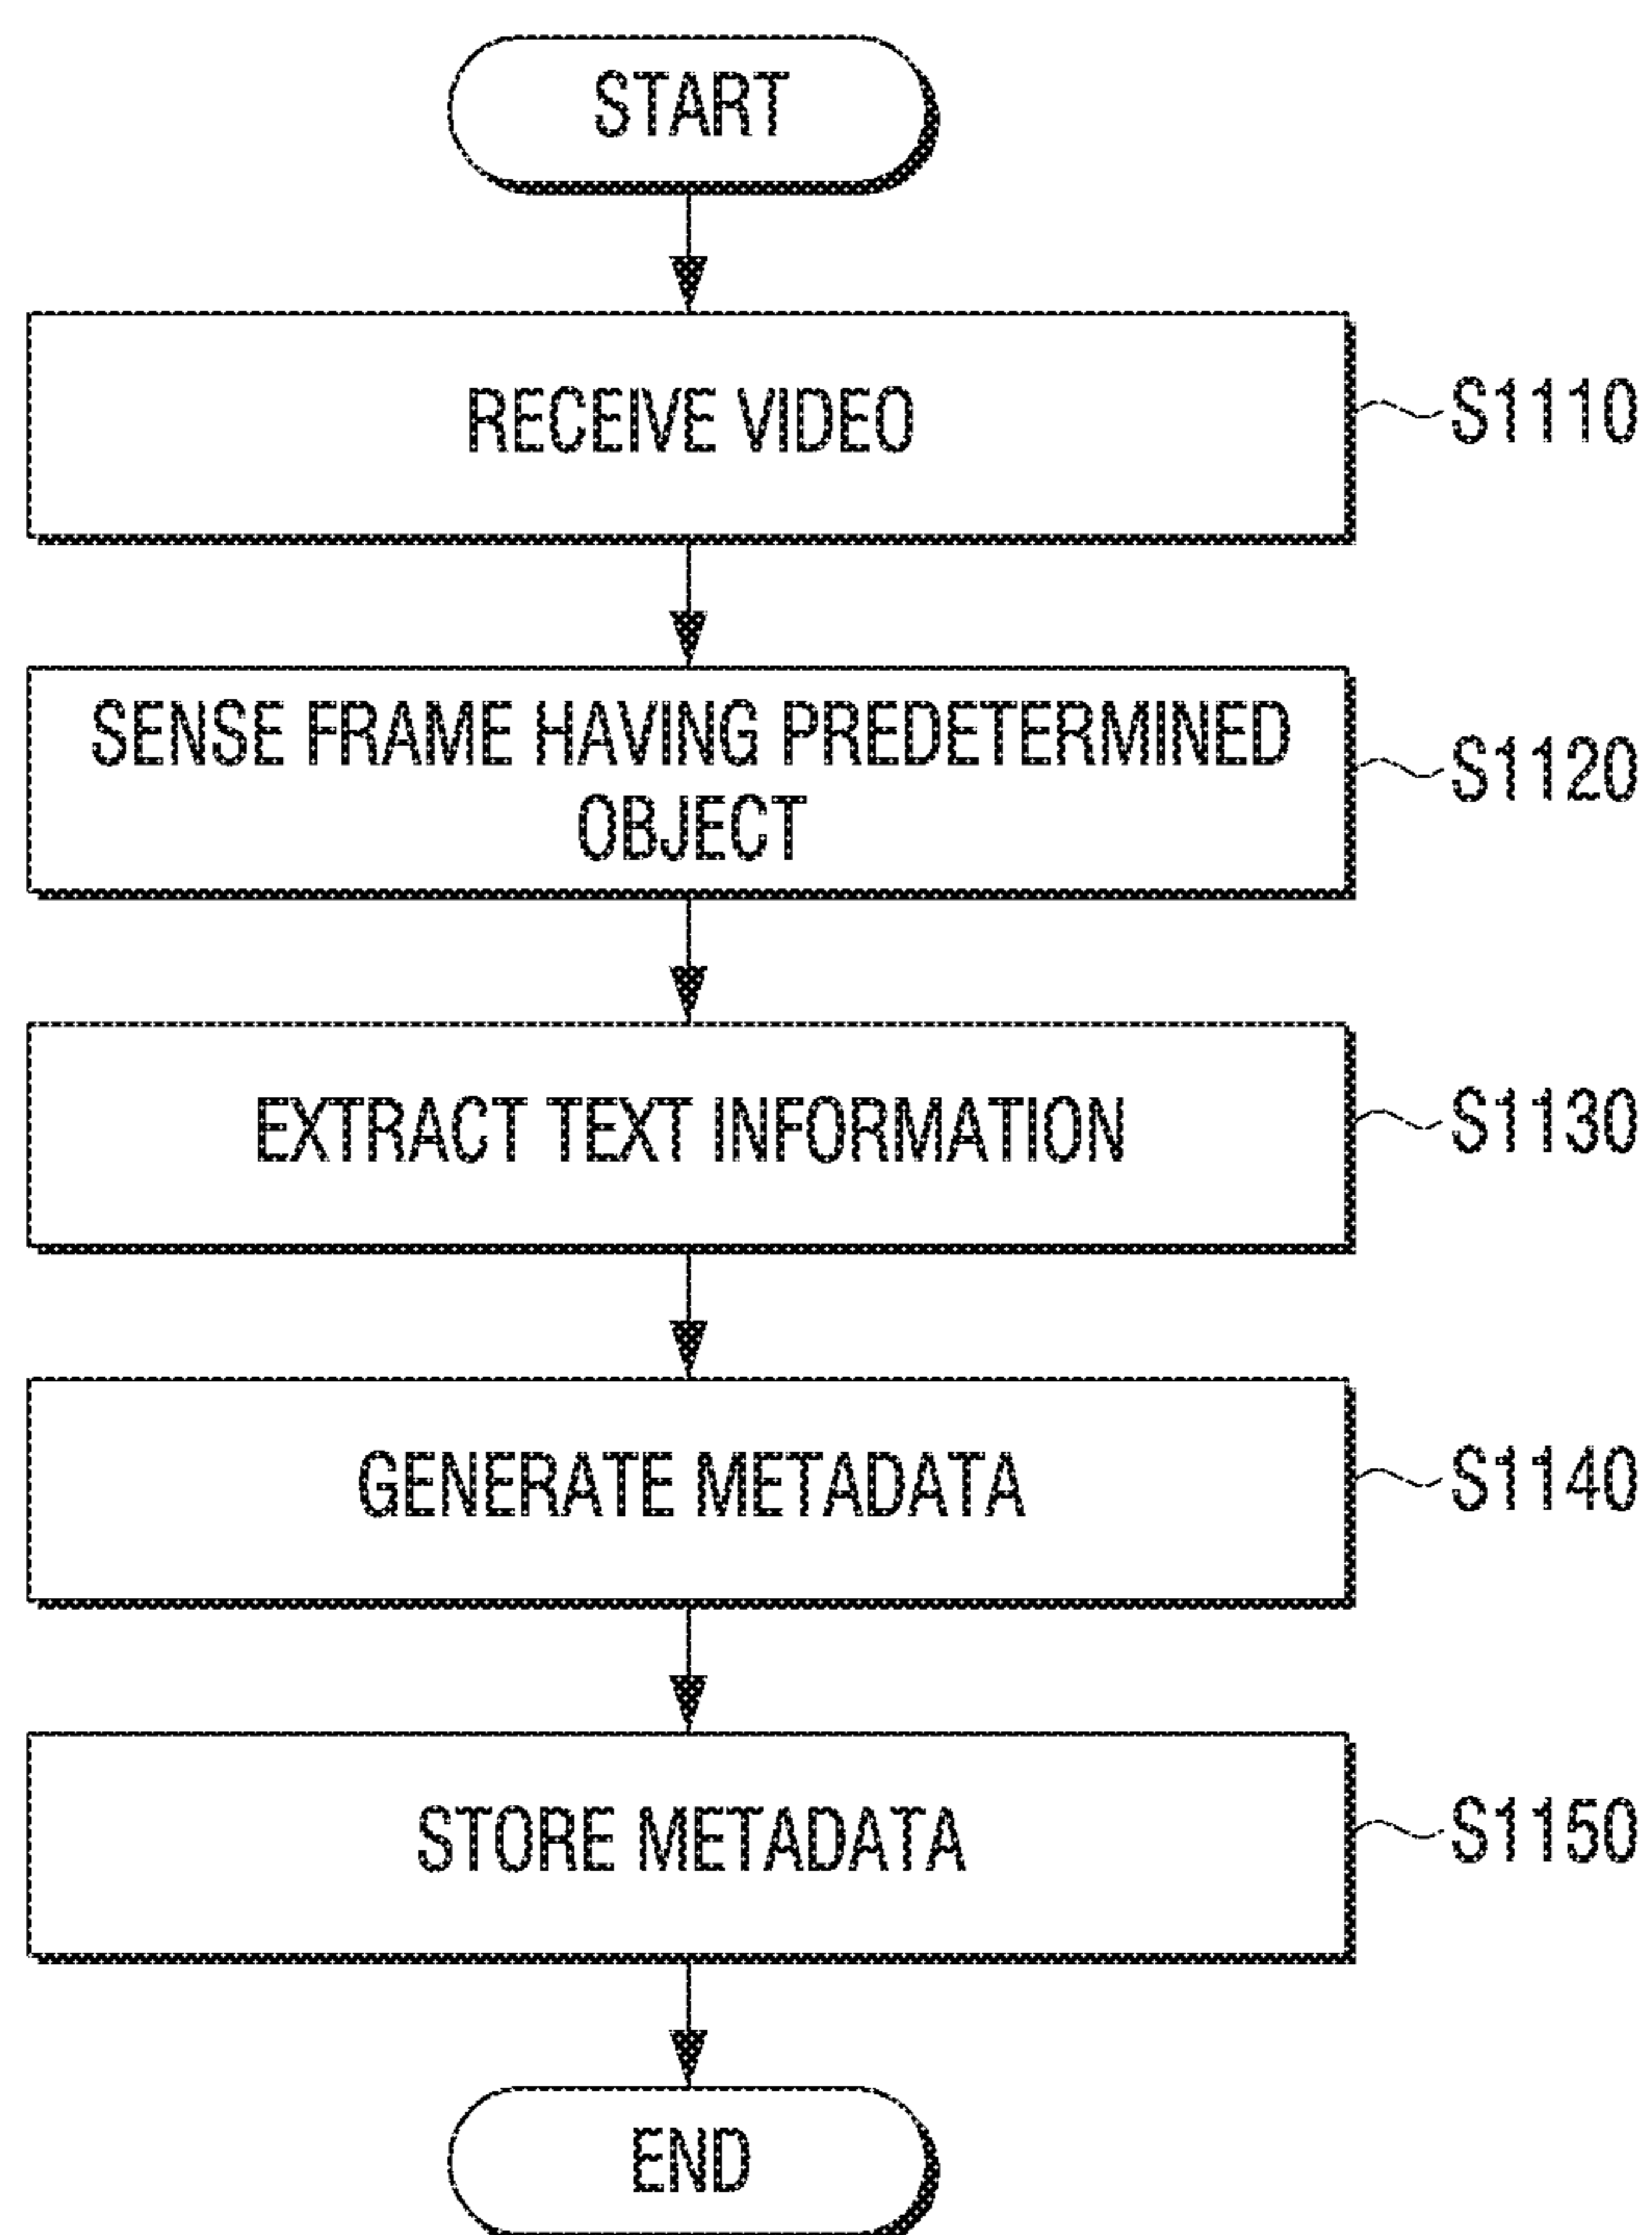 START
RECEIVE VIDEO
S1110
SENSE FRAME HAVING PREDETERMINED
OBJECT
S1120
EXTRACT TEXT INFORMATION
S1130
GENERATE METADATA
S1140
STORE METADATA
S1150
END